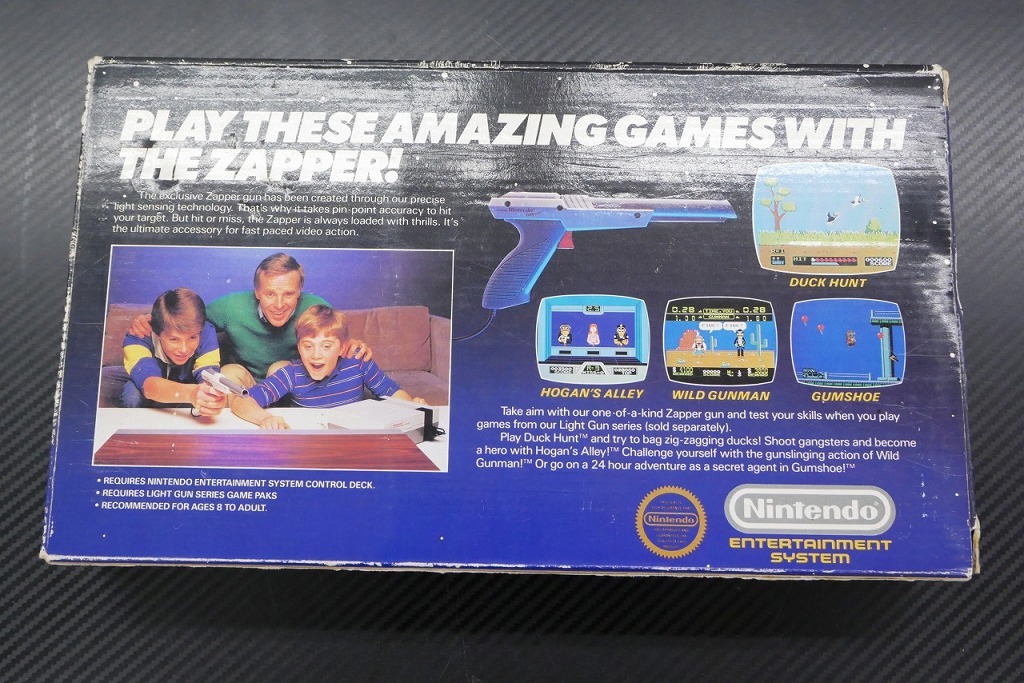 PLAY THESE AMAZING GAMES WITH
THE ZAPPER!
The exclusive Zapper gun has been created through our precise
light sensing technology. That's why it takes pin-point accuracy to hit
your target. But hit or miss, the Zapper is always loaded with thrills. It's
the ultimate accessory for fast paced video action.
DUCK HUNT
HOGAN'S ALLEY
WILD GUNMAN
GUMSHOE
Take aim with our one-of-a-kind Zapper gun and test your skills when you play
games from our Light Gun series (sold separately).
Play Duck Hunt™ and try to bag zig-zagging ducks! Shoot gangsters and become
a hero with Hogan's Alley!™ Challenge yourself with the gunslinging action of Wild
Gunman!™ Or go on a 24 hour adventure as a secret agent in Gumshoe!™
• REQUIRES NINTENDO ENTERTAINMENT SYSTEM CONTROL DECK.
• REQUIRES LIGHT GUN SERIES GAME PAKS
• RECOMMENDED FOR AGES 8 TO ADULT.
Nintendo
Nintendo®
ENTERTAINMENT
SYSTEM